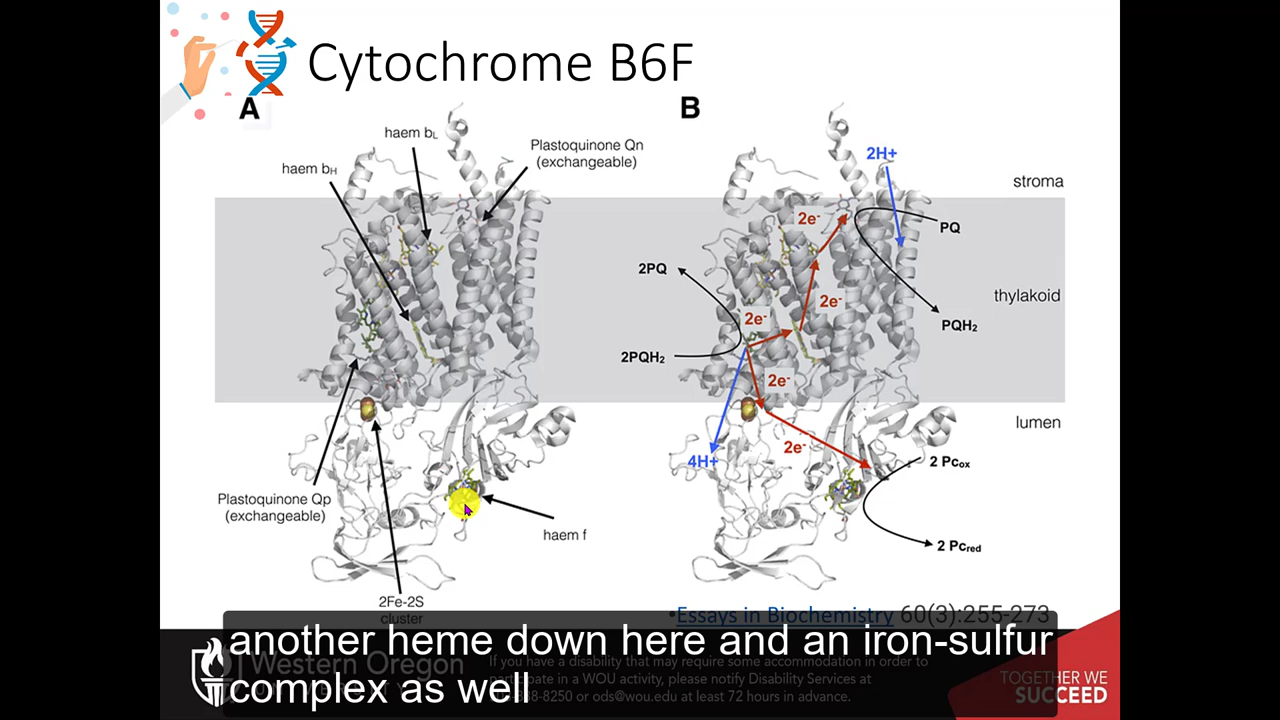 Cytochrome B6F
A
haem bL
haem bH
Plastoquinone Qn
(exchangeable)
Plastoquinone Qp
(exchangeable)
2Fe-2S
cluster
haem f
B
2H+
stroma
2e-
PQ
2PQ
thylakoid
2e-
2e-
PQH2
2PQH2
2e-
lumen
4H+
2e-
2 Pcox
2 Pcred
•Essays in Biochemistry 60(3):255-273
another heme down here and an iron-sulfur
complex as well
Western Oregon
If you have a disability that may require some accommodation in order to
participate in a WOU activity, please notify Disability Services at
-8250 or ods@wou.edu at least 72 hours in advance.
TOGETHER WE
SUCCEED